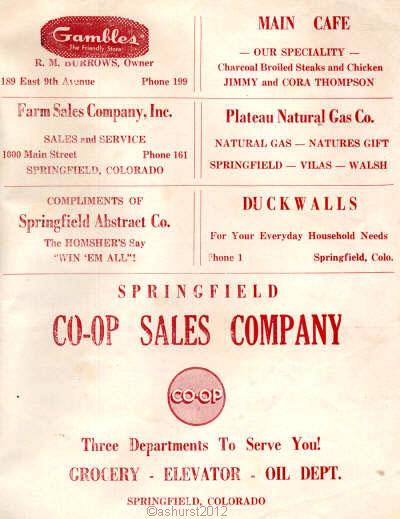 Gambles
The Friendly Store
R. M. BURROWS, Owner
189 East 9th Avenue Phone 199
MAIN CAFE
— OUR SPECIALITY —
Charcoal Broiled Steaks and Chicken
JIMMY and CORA THOMPSON
Farm Sales Company, Inc.
SALES and SERVICE
1000 Main Street Phone 161
SPRINGFIELD, COLORADO
Plateau Natural Gas Co.
NATURAL GAS — NATURES GIFT
SPRINGFIELD — VILAS — WALSH
COMPLIMENTS OF
Springfield Abstract Co.
The HOMSHER'S Say
"WIN 'EM ALL"!
DUCKWALLS
For Your Everyday Household Needs
Phone 1 Springfield, Colo.
SPRINGFIELD
CO-OP SALES COMPANY
CO-OP
Three Departments To Serve You!
GROCERY - ELEVATOR - OIL DEPT.
SPRINGFIELD, COLORADO
©ashurst2012